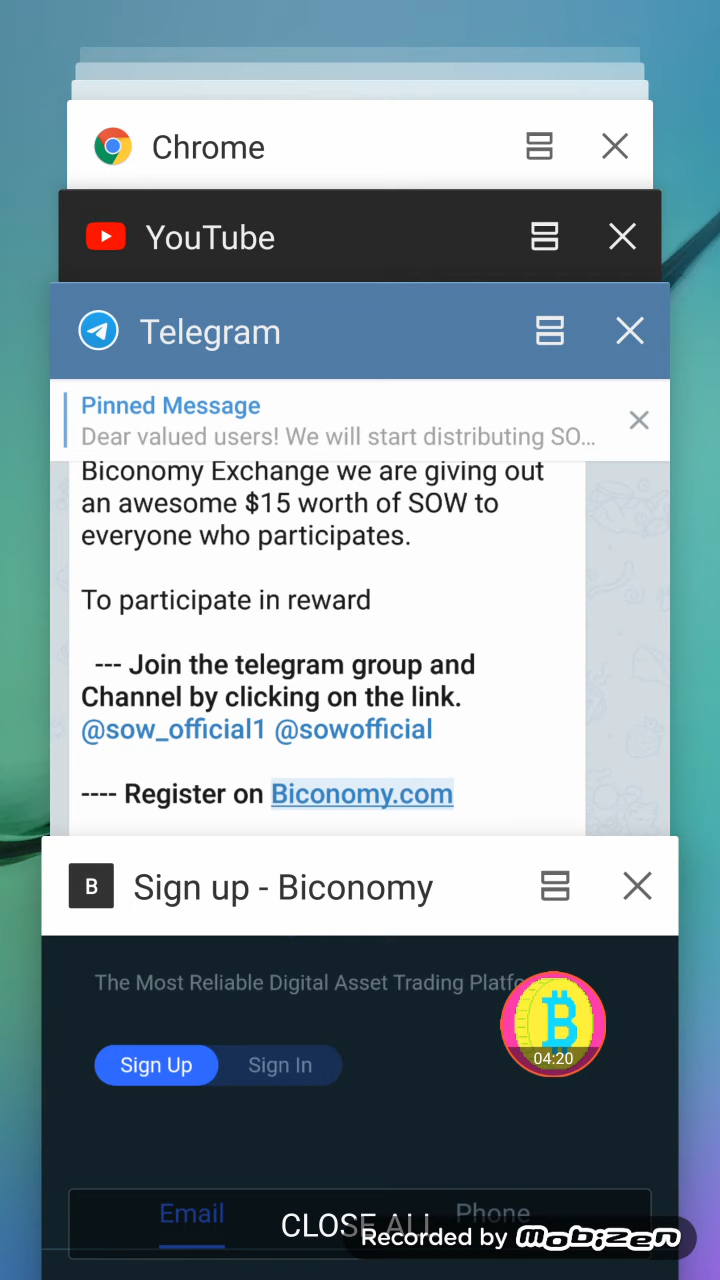 Chrome
YouTube
Telegram
Pinned Message
Dear valued users! We will start distributing SO...
Biconomy Exchange we are giving out
an awesome $15 worth of SOW to
everyone who participates.
To participate in reward
--- Join the telegram group and
Channel by clicking on the link.
@sow_official1 @sowofficial
---- Register on Biconomy.com
B
Sign up - Biconomy
The Most Reliable Digital Asset Trading Platfo
04:20
Sign Up
Sign In
Email
Phone
CLOSE ALL
Recorded by mobizen